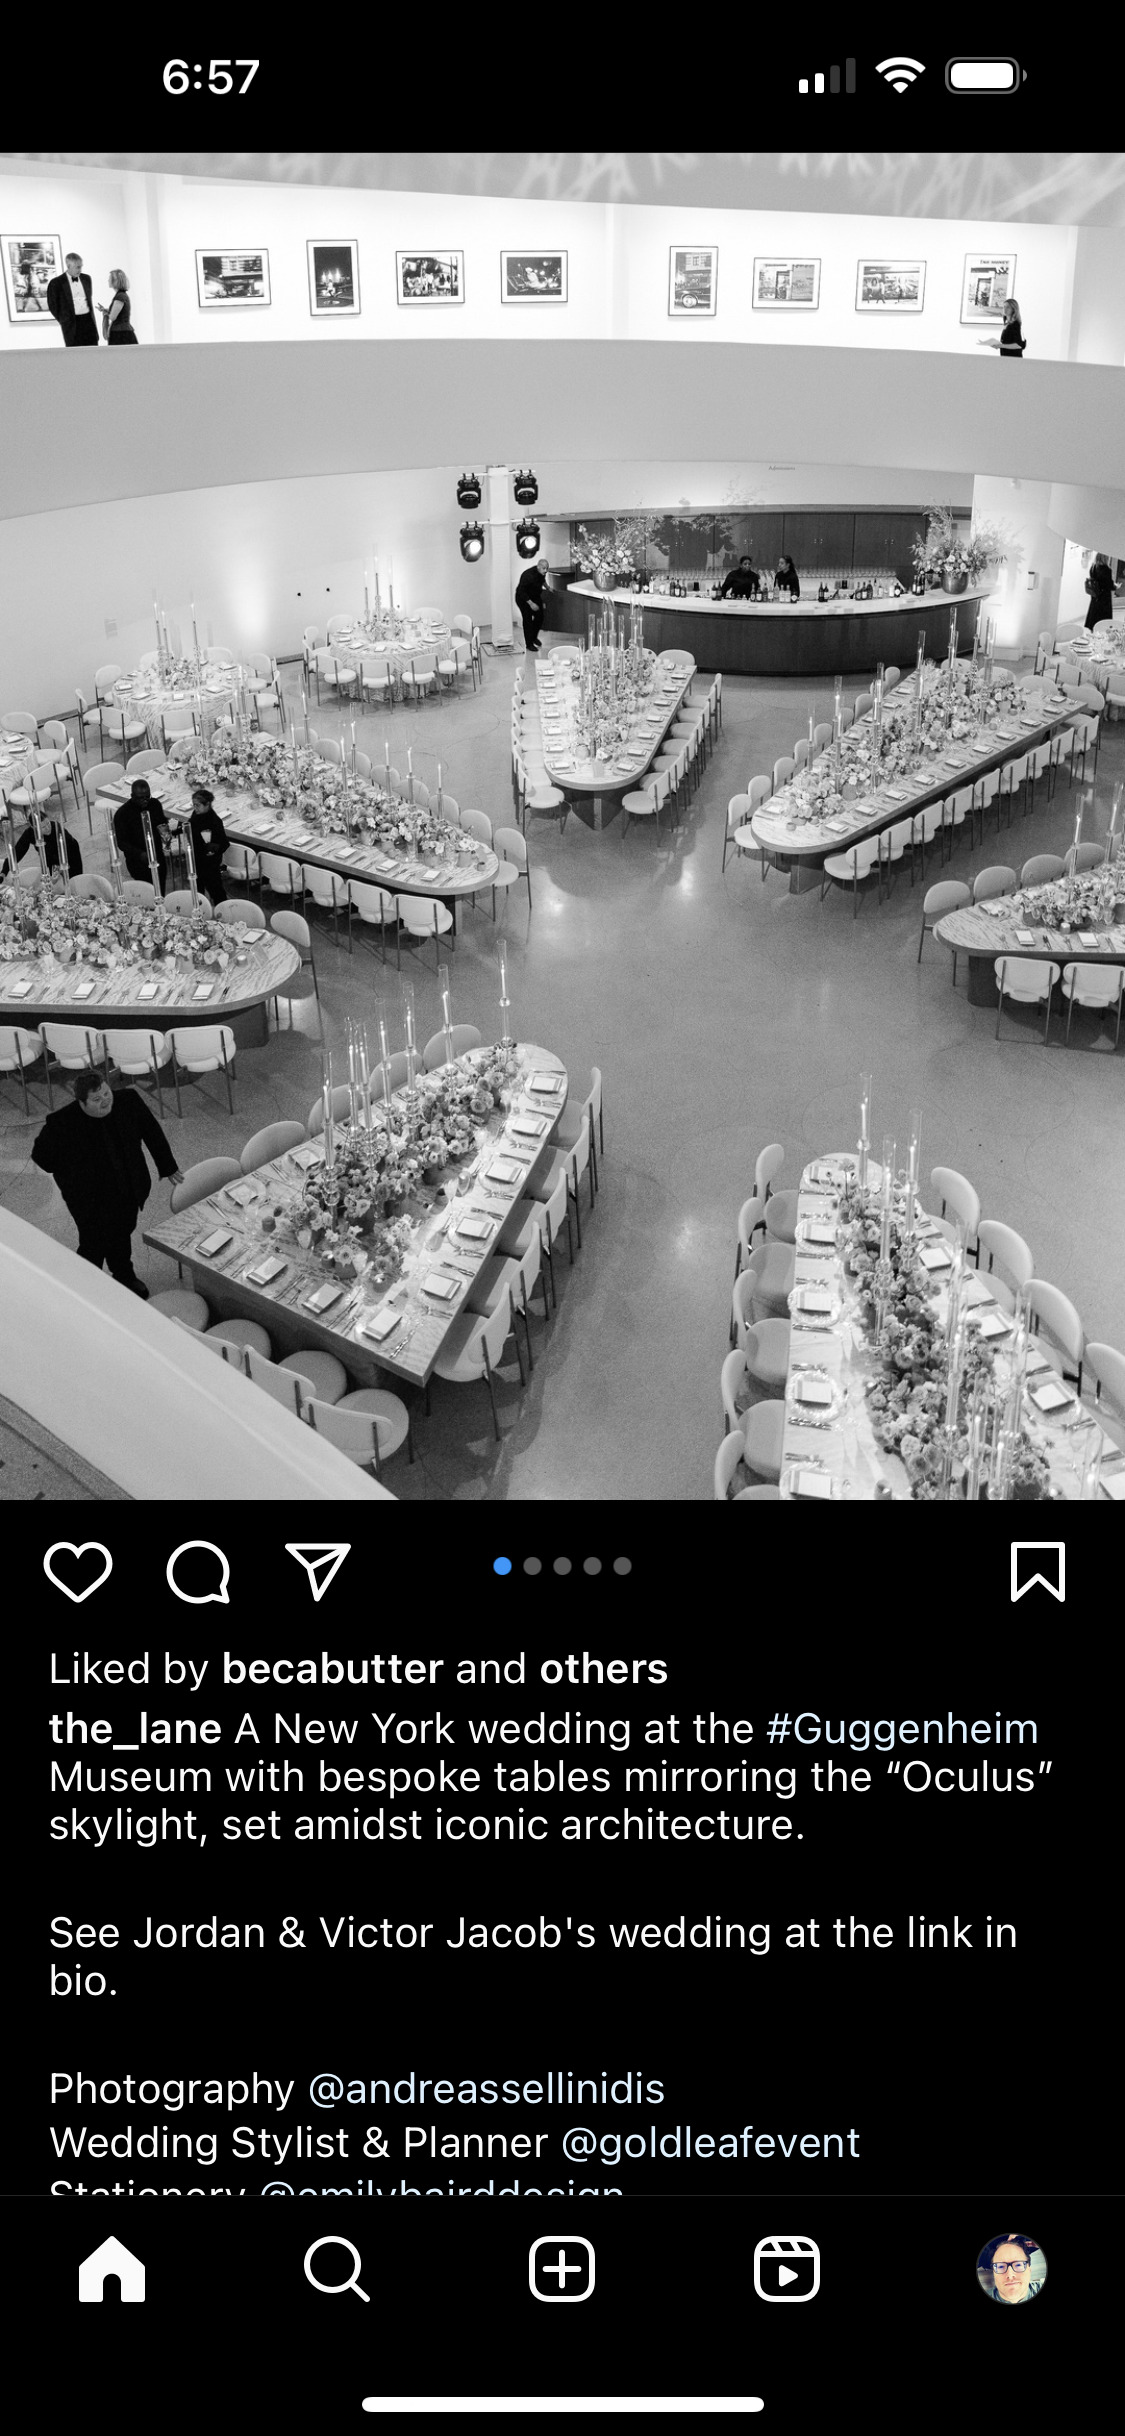 6:57
Liked by becabutter and others
the_lane A New York wedding at the #Guggenheim
Museum with bespoke tables mirroring the “Oculus”
skylight, set amidst iconic architecture.
See Jordan & Victor Jacob's wedding at the link in
bio.
Photography @andreassellinidis
Wedding Stylist & Planner @goldleafevent
Stationery @emilybairddesign